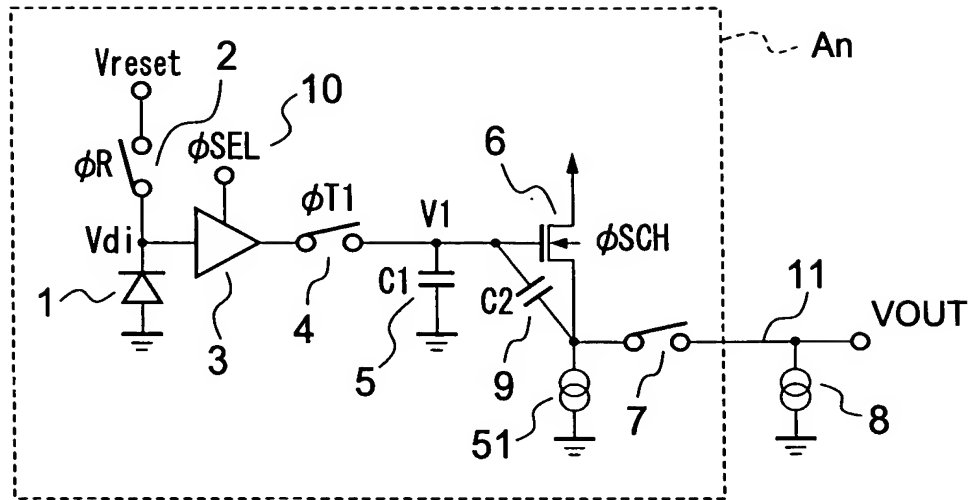 An
Vreset
2
10
φSEL
φR
6
φT1
V1
φSCH
Vdi
11
VOUT
C1
C2
1
3
4
5
9
51
7
8